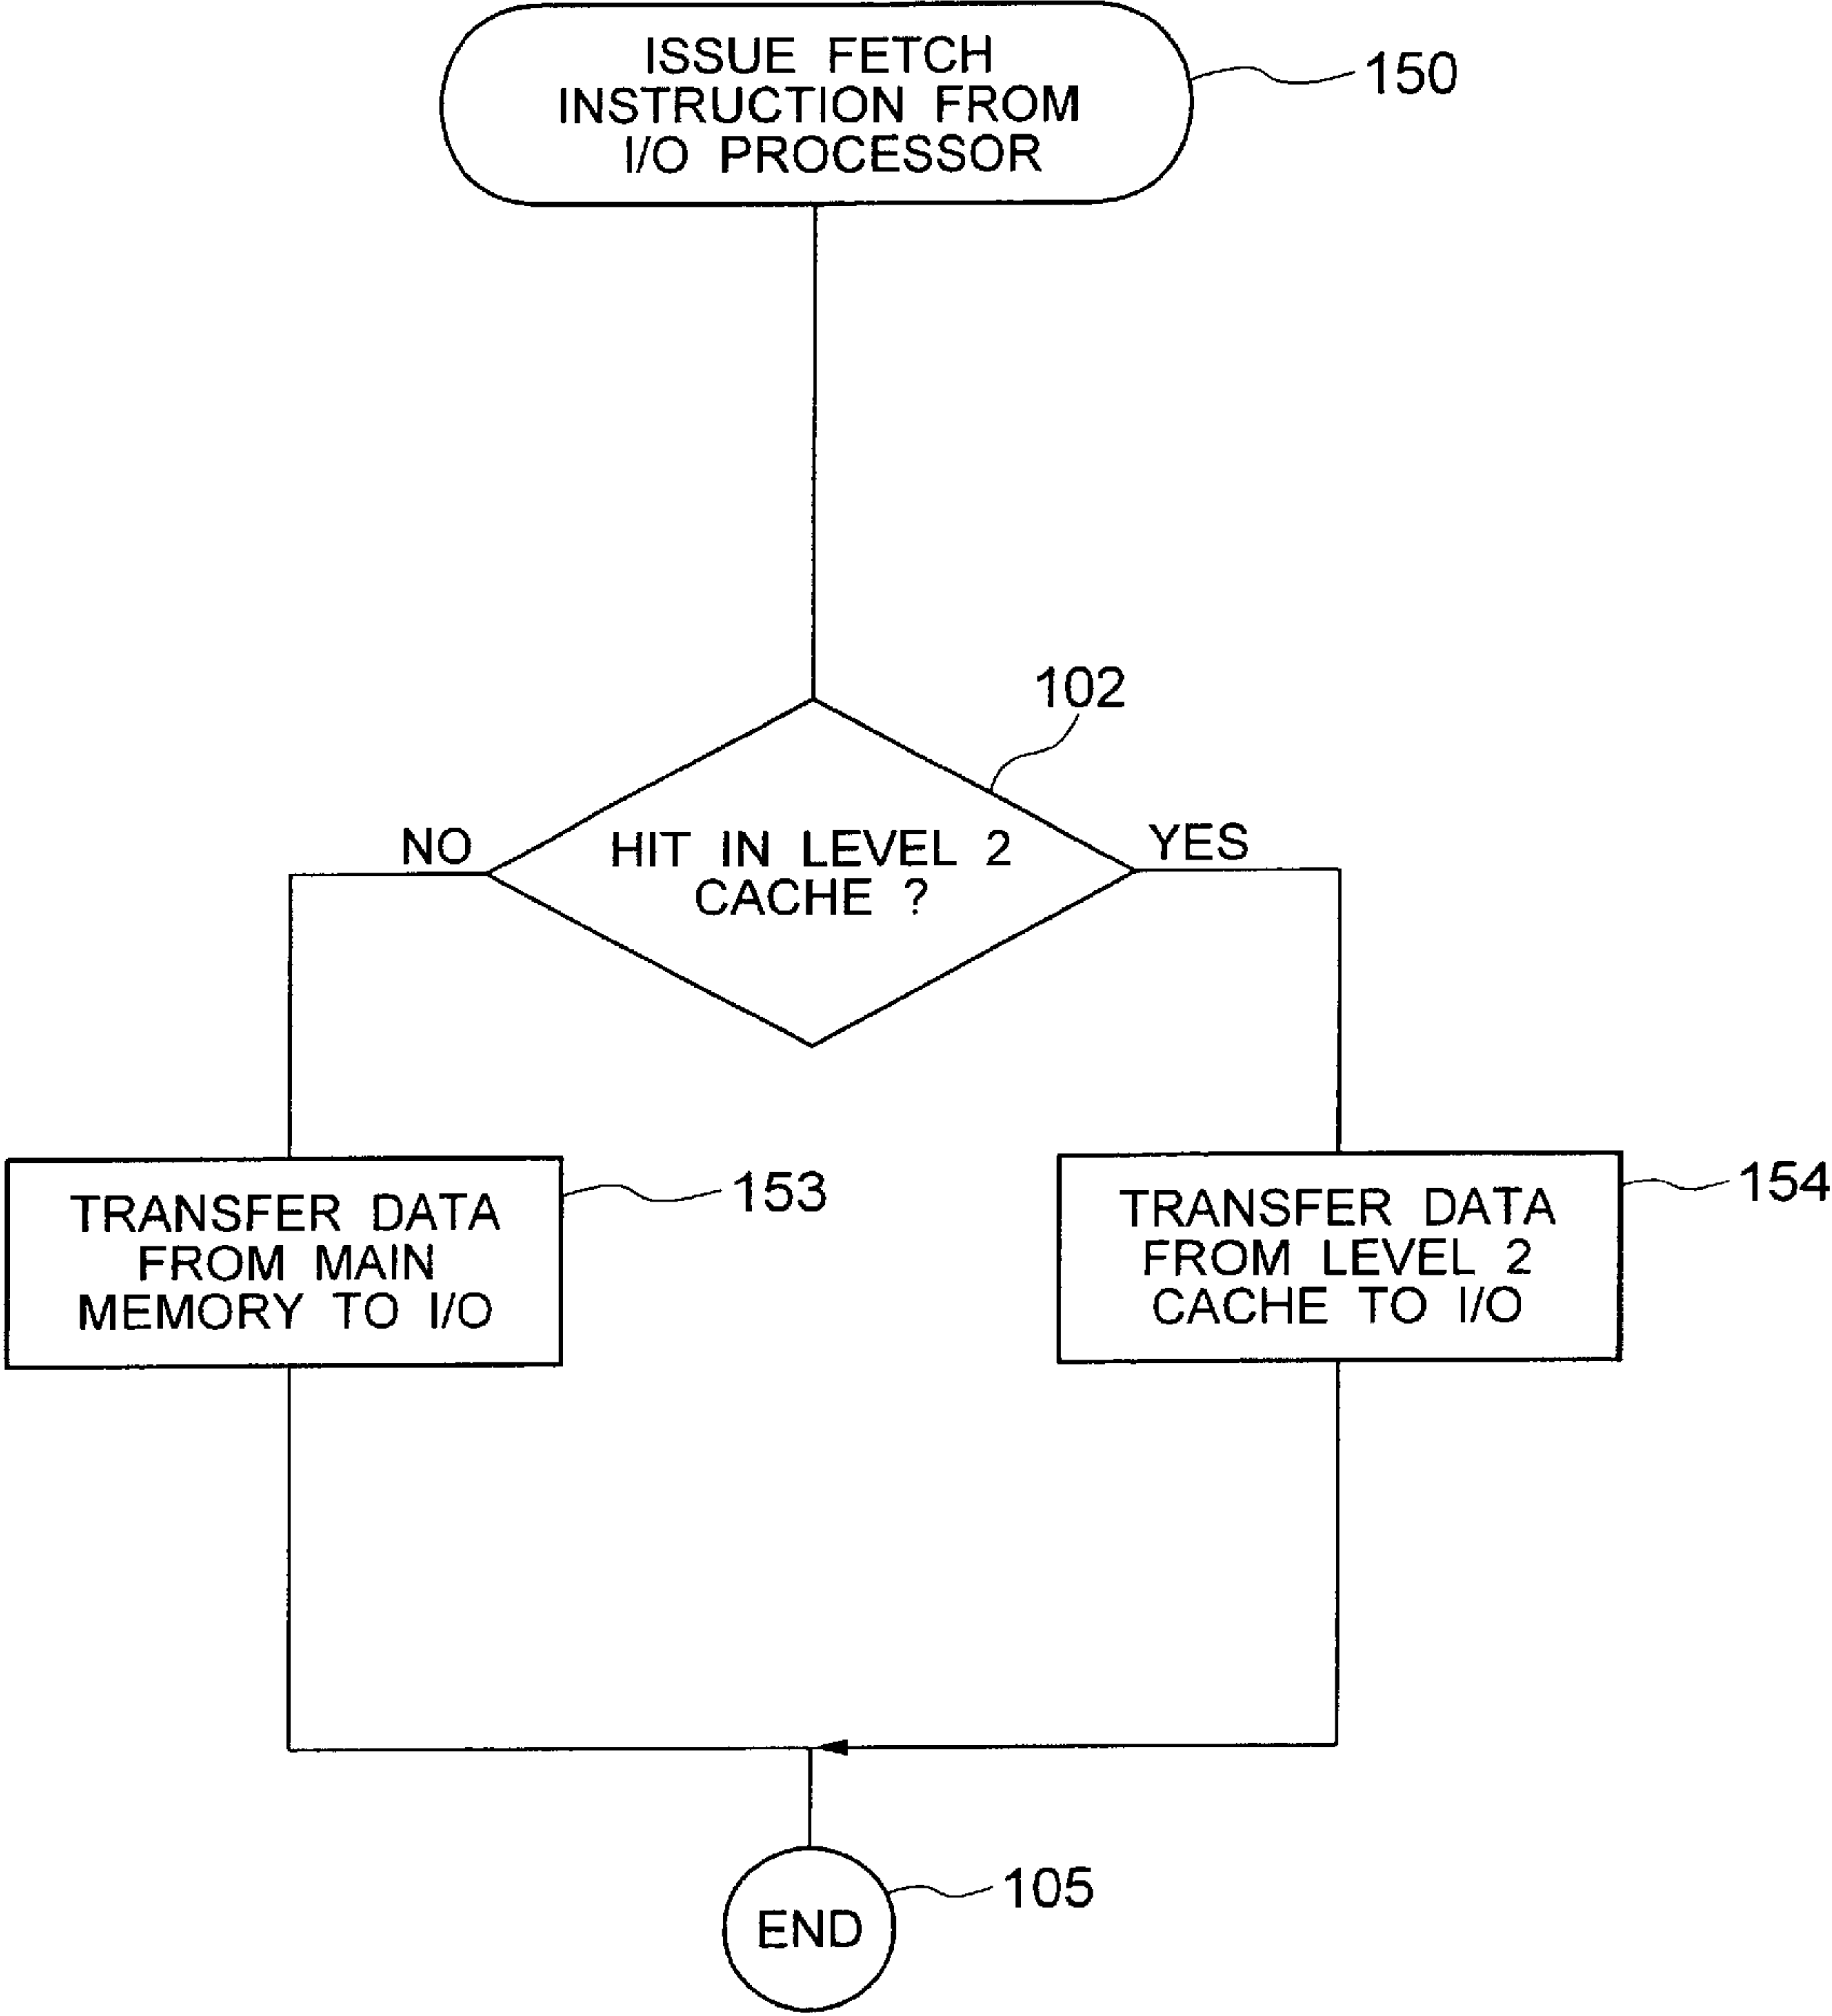 ISSUE FETCH
INSTRUCTION FROM
I/O PROCESSOR
150
102
NO
HIT IN LEVEL 2
CACHE ?
YES
TRANSFER DATA
FROM MAIN
MEMORY TO I/O
153
TRANSFER DATA
FROM LEVEL 2
CACHE TO I/O
154
END
105